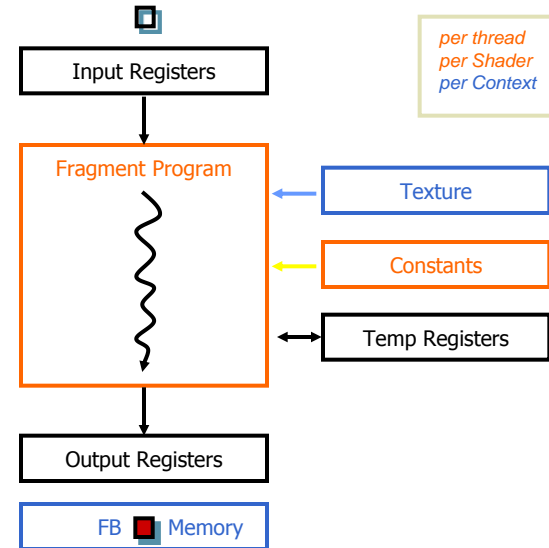 Input Registers
per thread
per Shader
per Context
Fragment Program
Texture
Constants
Temp Registers
Output Registers
FB Memory